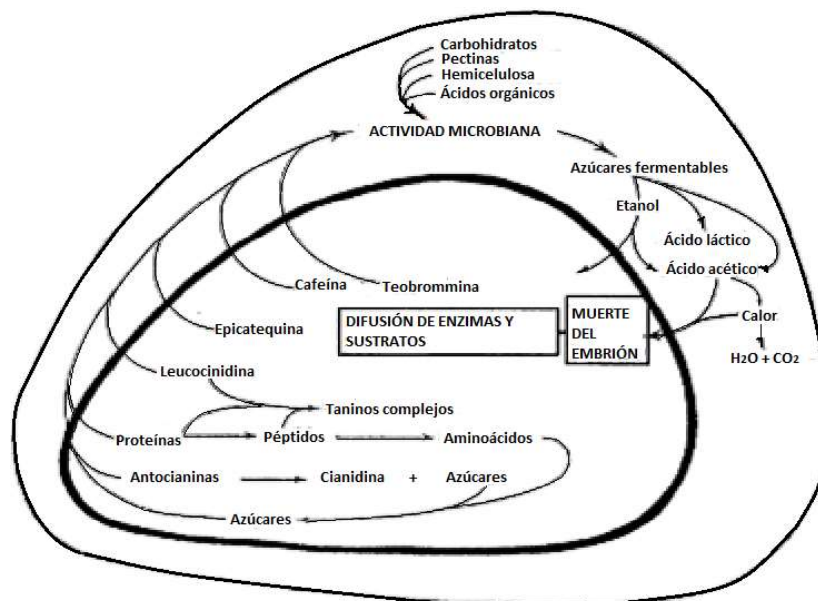 Carbohidratos
Pectinas
Hemicelulosa
Ácidos orgánicos
ACTIVIDAD MICROBIANA
Azúcares fermentables
Etanol
Ácido láctico
Ácido acético
Cafeína
Teobrommina
Calor
Epicatequina
DIFUSIÓN DE ENZIMAS Y
SUSTRATOS
MUERTE
DEL
EMBRIÓN
H2O + CO2
Leucocinidina
Taninos complejos
Proteínas
Péptidos
Aminoácidos
Antocianinas
Cianidina + Azúcares
Azúcares